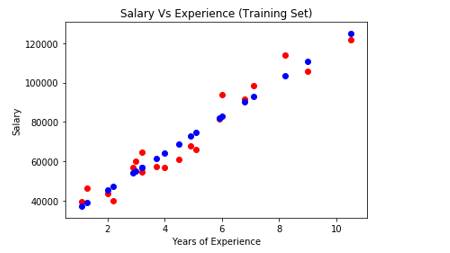 Salary Vs Experience (Training Set)
120000
100000
80000
60000
40000
Salary
2 4 6 8 10
Years of Experience